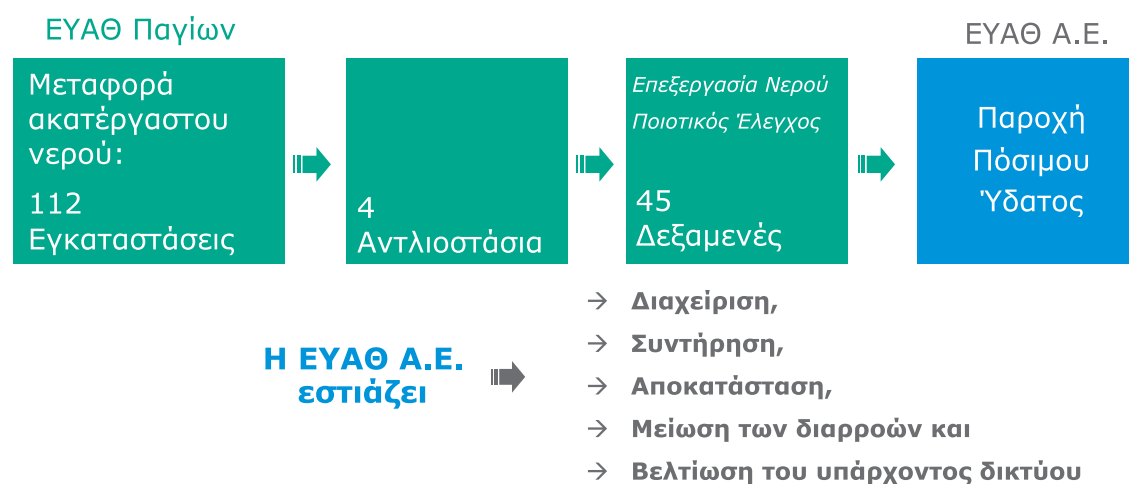 ΕΥΑΘ Παγίων
ΕΥΑΘ Α.Ε.
Μεταφορά
ακατέργαστου
νερού:
112
Εγκαταστάσεις
4
Αντλιοστάσια
Επεξεργασία Νερού
Ποιοτικός Έλεγχος
45
Δεξαμενές
Παροχή
Πόσιμου
Ύδατος
Η ΕΥΑΘ Α.Ε.
εστιάζει
→ Διαχείριση,
→ Συντήρηση,
→ Αποκατάσταση,
→ Μείωση των διαρροών και
→ Βελτίωση του υπάρχοντος δικτύου